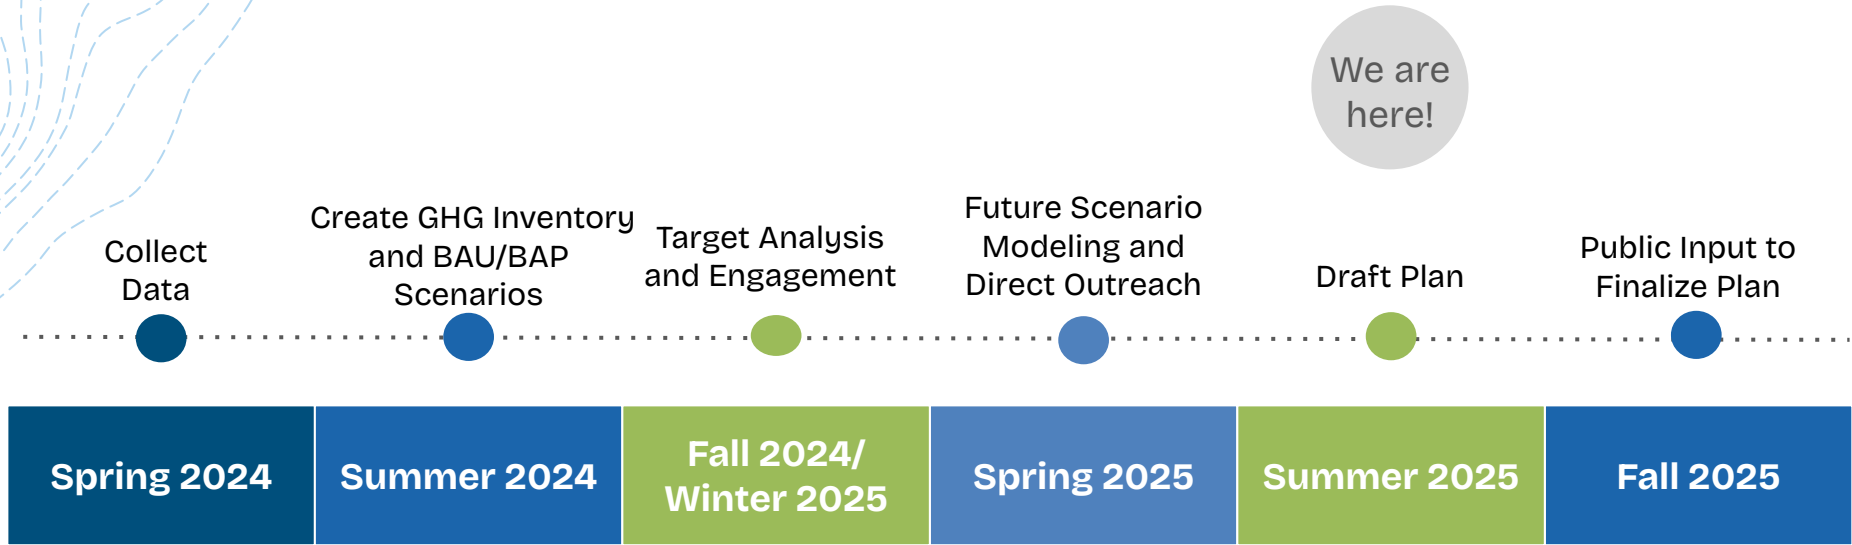 We are
here!
Collect
Data
Create GHG Inventory
and BAU/BAP
Scenarios
Target Analysis
and Engagement
Future Scenario
Modeling and
Direct Outreach
Draft Plan
Public Input to
Finalize Plan
Spring 2024
Summer 2024
Fall 2024/
Winter 2025
Spring 2025
Summer 2025
Fall 2025